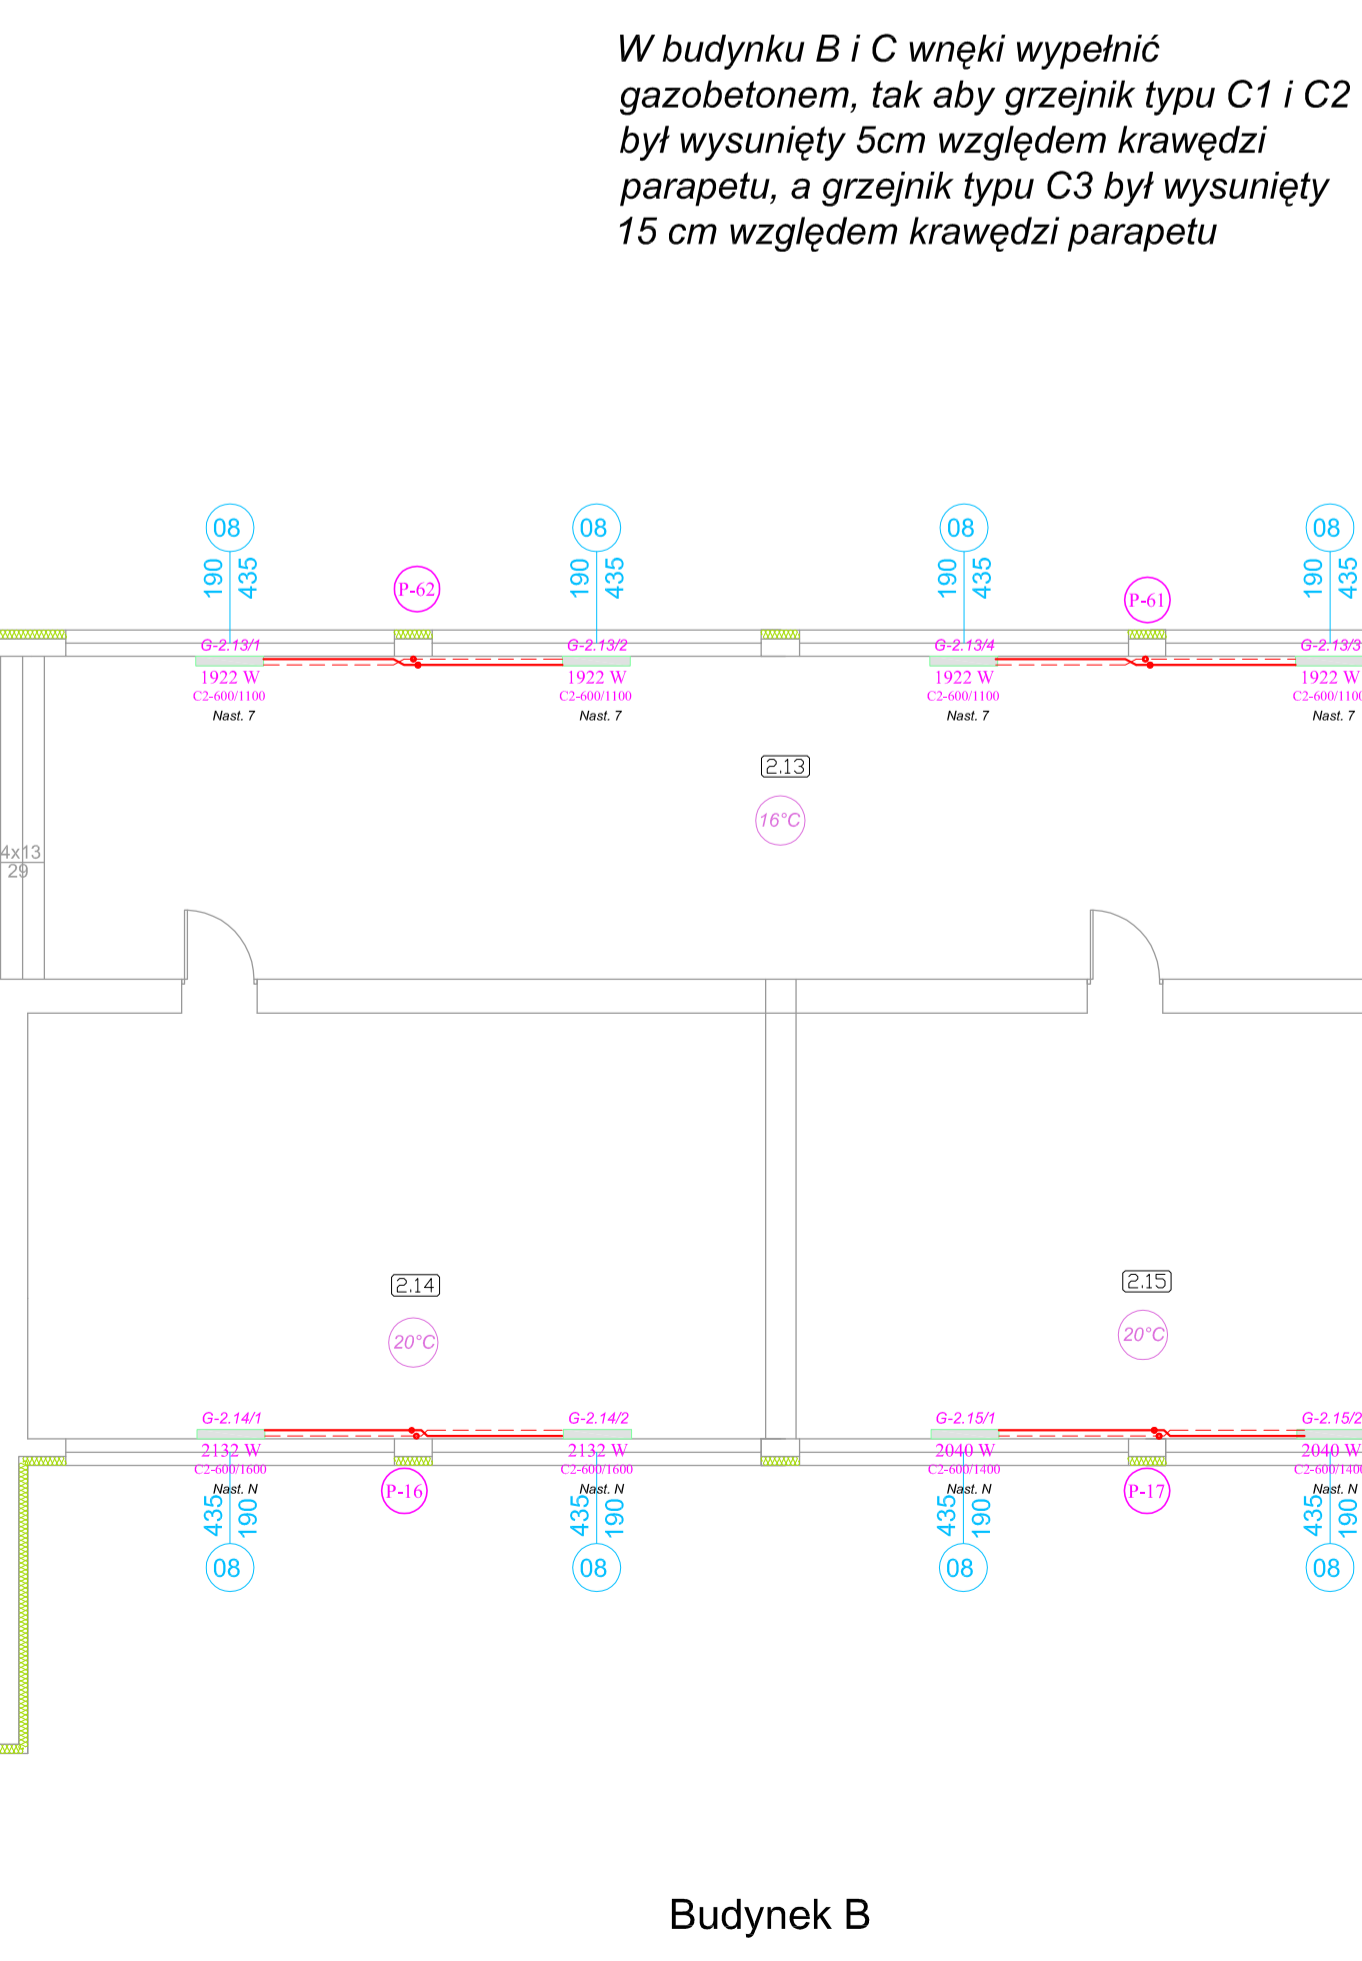 W budynku B i C wnęki wypełnić
gazobetonem, tak aby grzejnik typu C1 i C2
był wysunięty 5cm względem krawędzi
parapetu, a grzejnik typu C3 był wysunięty
15 cm względem krawędzi parapetu
08 08 08 08
190 435 190 435 190 435 190 435
P-62 P-61
G-2.13/1 G-2.13/2 G-2.13/4 G-2.13/3
1922 W 1922 W 1922 W 1922 W
C2-600/1100 C2-600/1100 C2-600/1100 C2-600/1100
Nast. 7 Nast. 7 Nast. 7 Nast. 7
2.13
16°C
4x13
29
2.14 2.15
20°C 20°C
G-2.14/1 G-2.14/2 G-2.15/1 G-2.15/2
2132 W 2132 W 2040 W 2040 W
C2-600/1600 C2-600/1600 C2-600/1400 C2-600/1400
Nast. N Nast. N Nast. N Nast. N
P-16 P-17
435 190 435 190 435 190 435 190
08 08 08 08
Budynek B